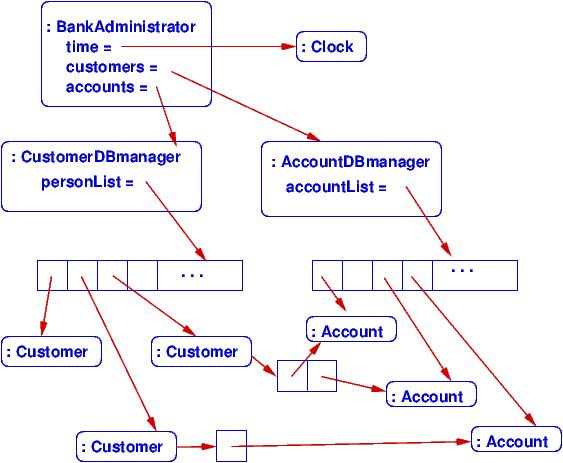 : BankAdministrator
time =
customers =
accounts =
: Clock
: CustomerDBmanager
personList =
: AccountDBmanager
accountList =
...
...
: Account
: Customer
: Customer
: Account
: Customer
: Account